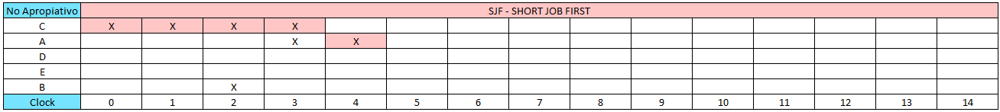 No Apropiativo SJF - SHORT JOB FIRST
C X X X X
A X X
D
E
B X
Clock 0 1 2 3 4 5 6 7 8 9 10 11 12 13 14